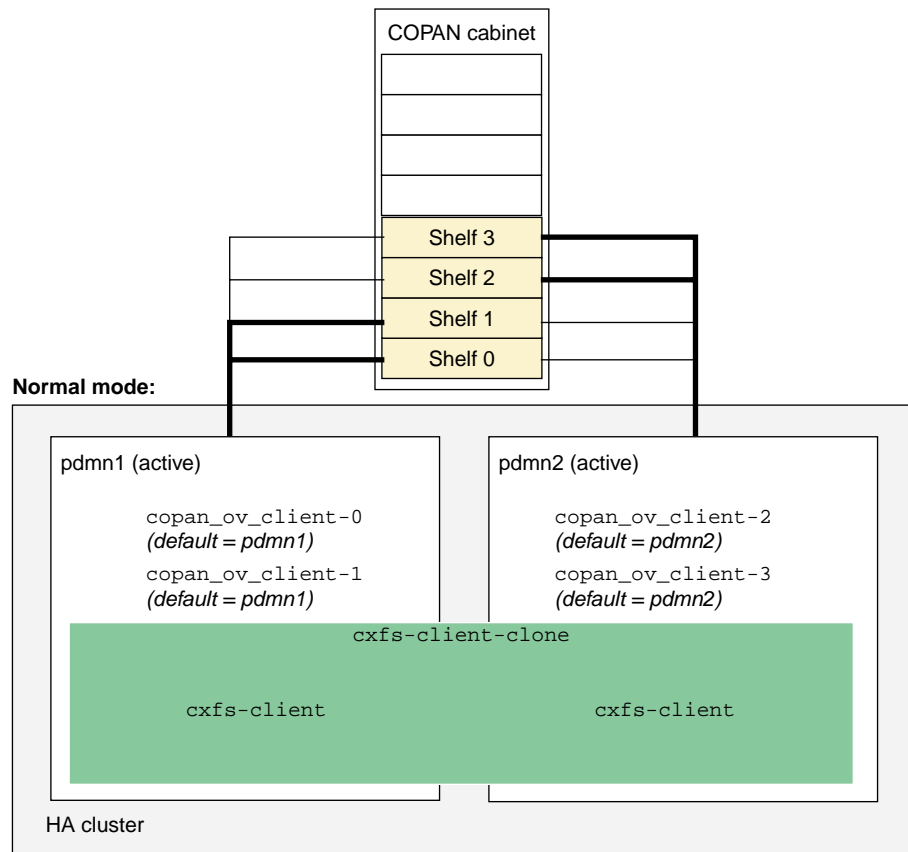 COPAN cabinet
Shelf 3
Shelf 2
Shelf 1
Shelf 0
Normal mode:
pdmn1 (active)
copan_ov_client-0
(default = pdmn1)
copan_ov_client-1
(default = pdmn1)
pdmn2 (active)
copan_ov_client-2
(default = pdmn2)
copan_ov_client-3
(default = pdmn2)
cxfs-client-clone
cxfs-client
cxfs-client
HA cluster